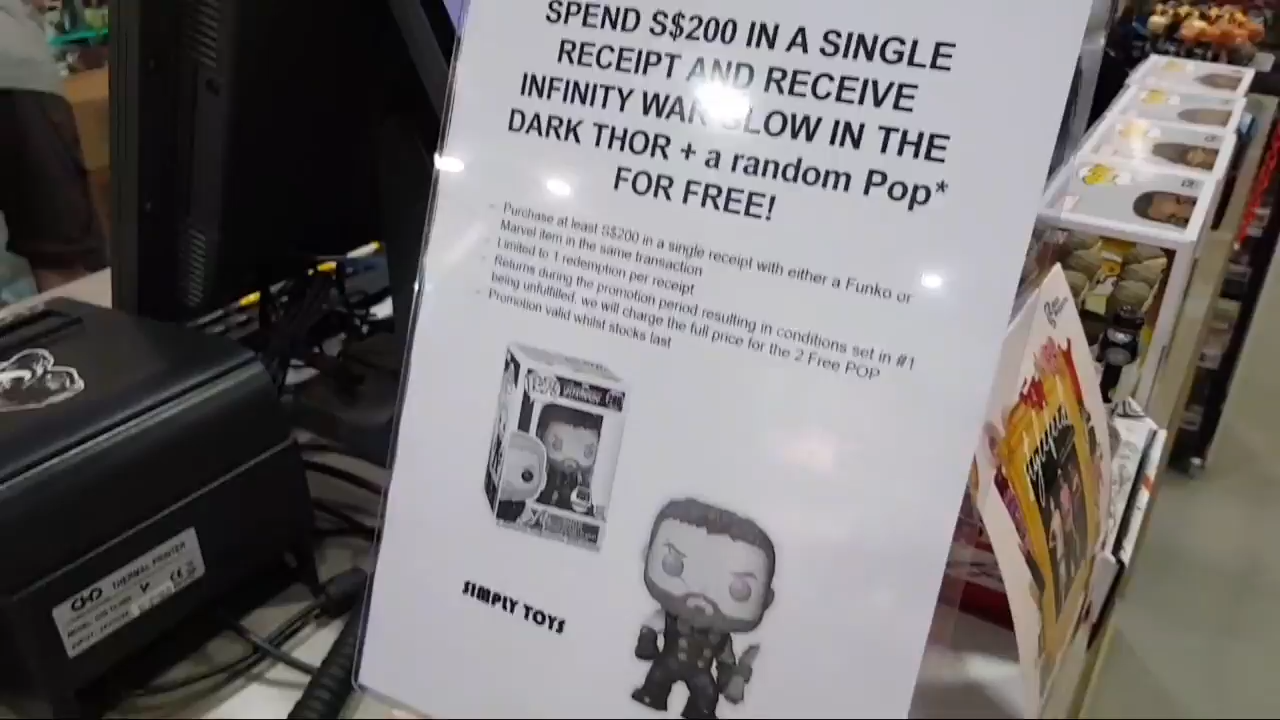 SPEND S$200 IN A SINGLE
RECEIPT AND RECEIVE
INFINITY WAR GLOW IN THE
DARK THOR + a random Pop*
FOR FREE!
- Purchase at least S$200 in a single receipt with either a Funko or
Marvel item in the same transaction
- Limited to 1 redemption per receipt
- Returns during the promotion period resulting in conditions set in #1
being unfulfilled, we will charge the full price for the 2 Free POP
- Promotion valid whilst stocks last
SIMPLY TOYS
THERMAL PRINTER